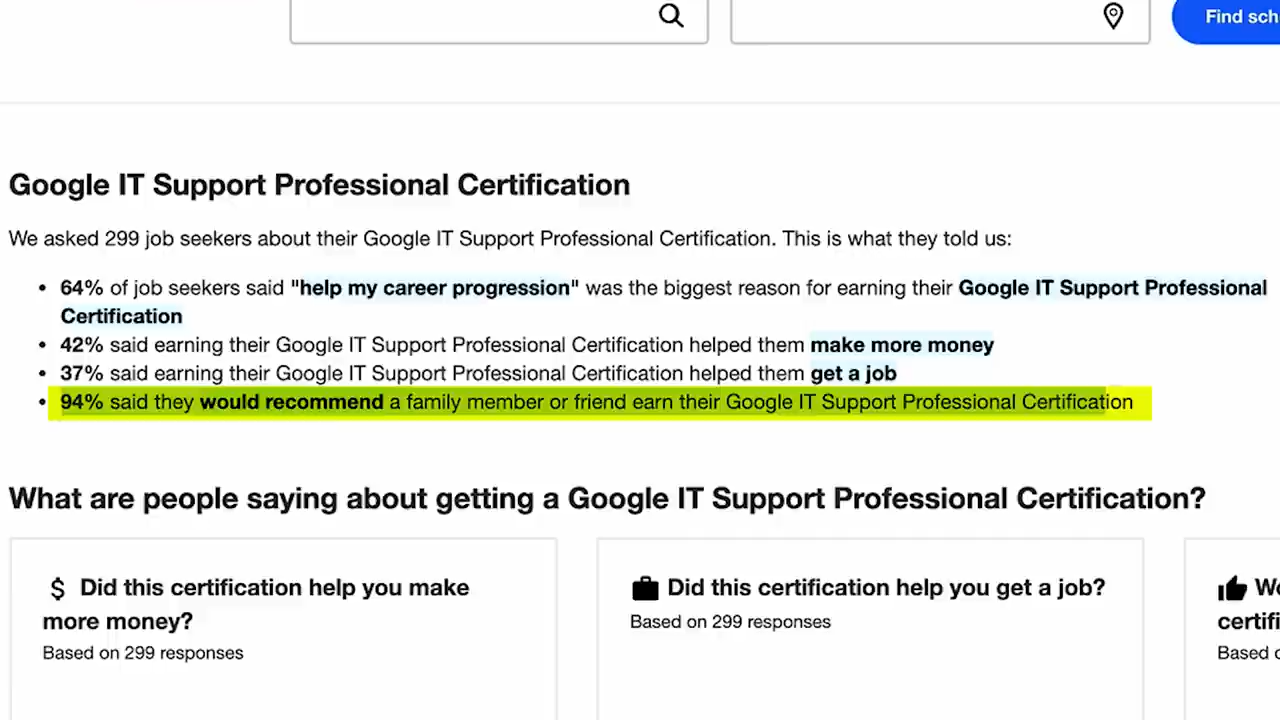 Find sch
Google IT Support Professional Certification
We asked 299 job seekers about their Google IT Support Professional Certification. This is what they told us:
• 64% of job seekers said "help my career progression" was the biggest reason for earning their Google IT Support Professional
Certification
• 42% said earning their Google IT Support Professional Certification helped them make more money
• 37% said earning their Google IT Support Professional Certification helped them get a job
• 94% said they would recommend a family member or friend earn their Google IT Support Professional Certification
What are people saying about getting a Google IT Support Professional Certification?
$ Did this certification help you make
more money?
Based on 299 responses
Did this certification help you get a job?
Based on 299 responses
Wo
certifi
Based o